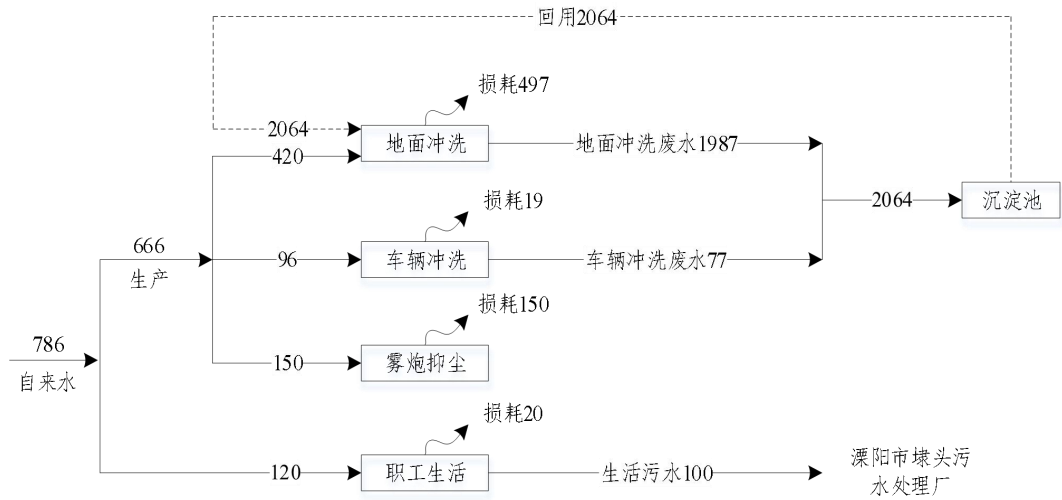 回用2064
损耗497
2064
地面冲洗
地面冲洗废水1987
420
损耗19
2064
沉淀池
666
生产
96
车辆冲洗
车辆冲洗废水77
损耗150
786
自来水
150
雾炮抑尘
损耗20
120
职工生活
生活污水100
溧阳市埭头污
水处理厂